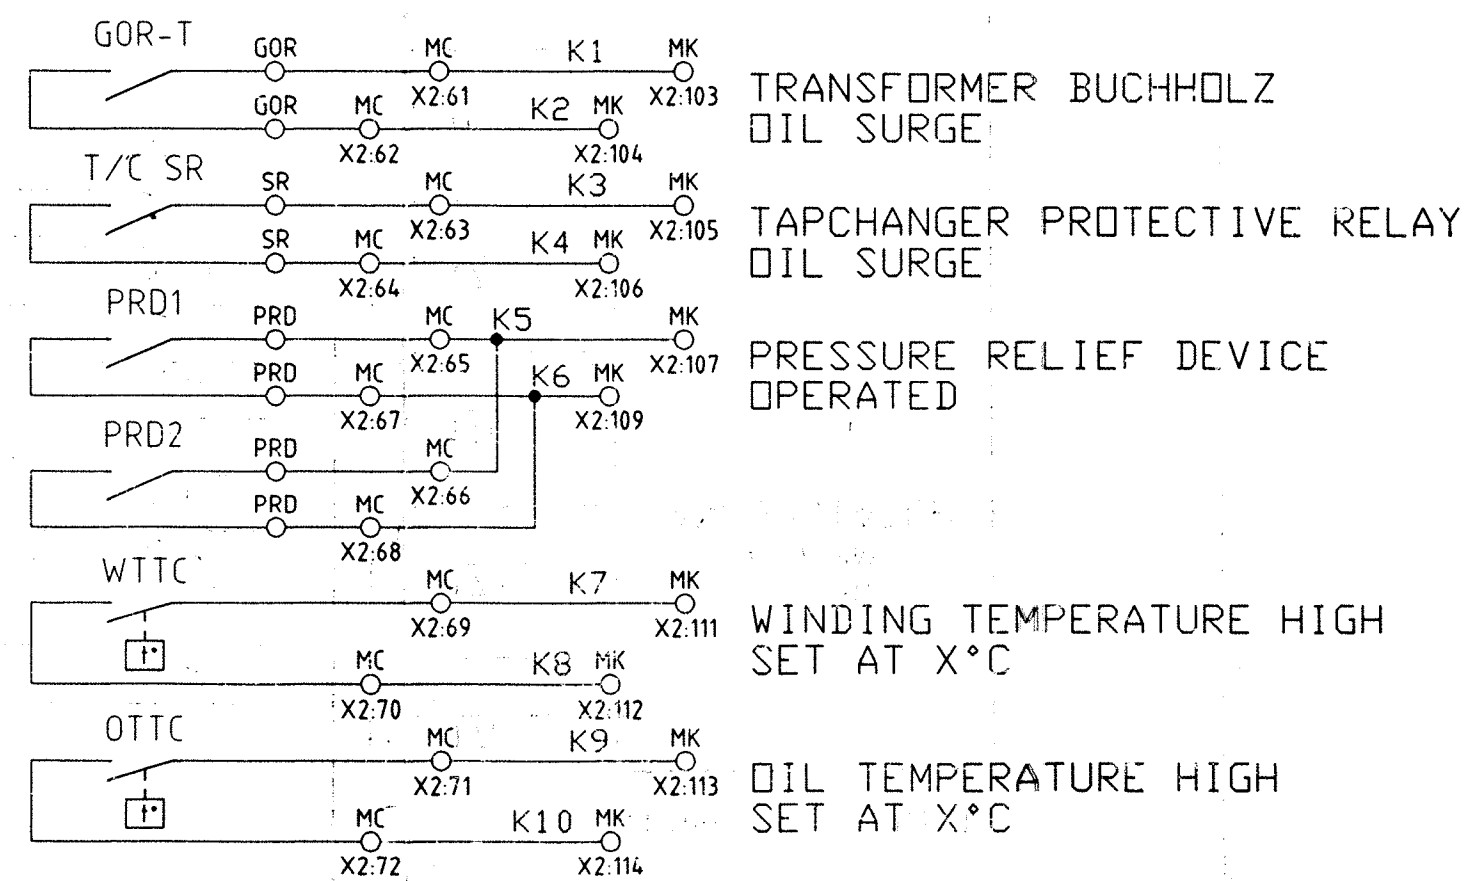 GOR-T
GOR MC K1 MK
X2:61 X2:103
TRANSFORMER BUCHHOLZ
OIL SURGE
GOR MC K2 MK
X2:62 X2:104
T/C SR
SR MC K3 MK
X2:63 X2:105
TAPCHANGER PROTECTIVE RELAY
OIL SURGE
SR MC K4 MK
X2:64 X2:106
PRD1
PRD MC K5 MK
X2:65 X2:107
PRESSURE RELIEF DEVICE
OPERATED
PRD MC K6 MK
X2:67 X2:109
PRD2
PRD MC
X2:66
PRD MC
X2:68
WTTC
MC K7 MK
X2:69 X2:111
WINDING TEMPERATURE HIGH
SET AT X°C
t°
MC K8 MK
X2:70 X2:112
OTTC
MC K9 MK
X2:71 X2:113
OIL TEMPERATURE HIGH
SET AT X°C
t°
MC K10 MK
X2:72 X2:114